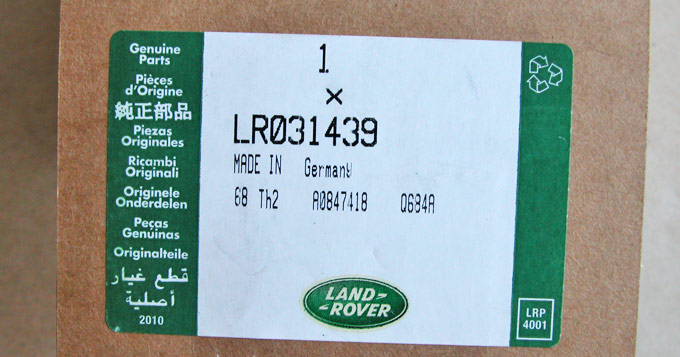 Genuine
Parts
Pièces
d'Origine
純正部品
Piezas
Originales
Ricambi
Originali
Originele
Onderdelen
Peças
Genuinas
Originalteile
قطع غيار
أصلية
2010
1
×
LR031439
MADE IN Germany
68 Th2 A0847418 Q684A
LAND-
-ROVER
LRP
4001